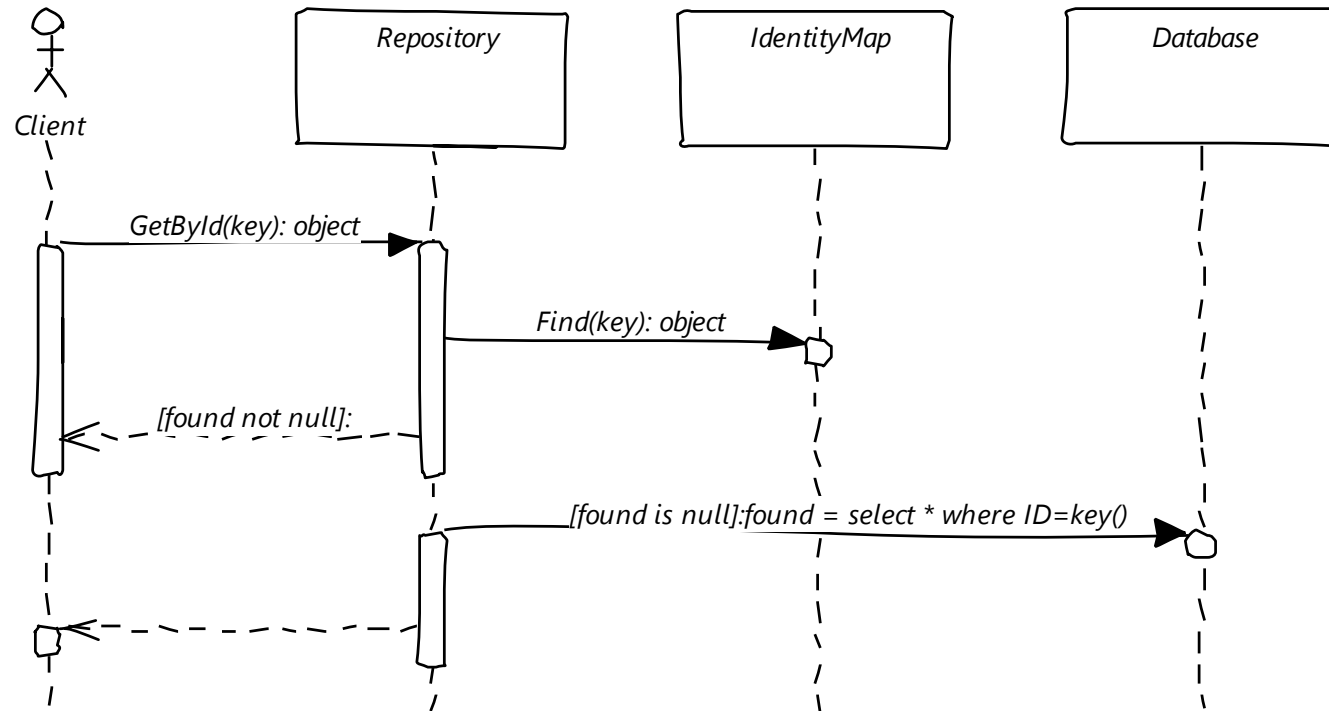 Client
Repository
IdentityMap
Database
GetById(key): object
Find(key): object
[found not null]:
[found is null]:found = select * where ID=key()